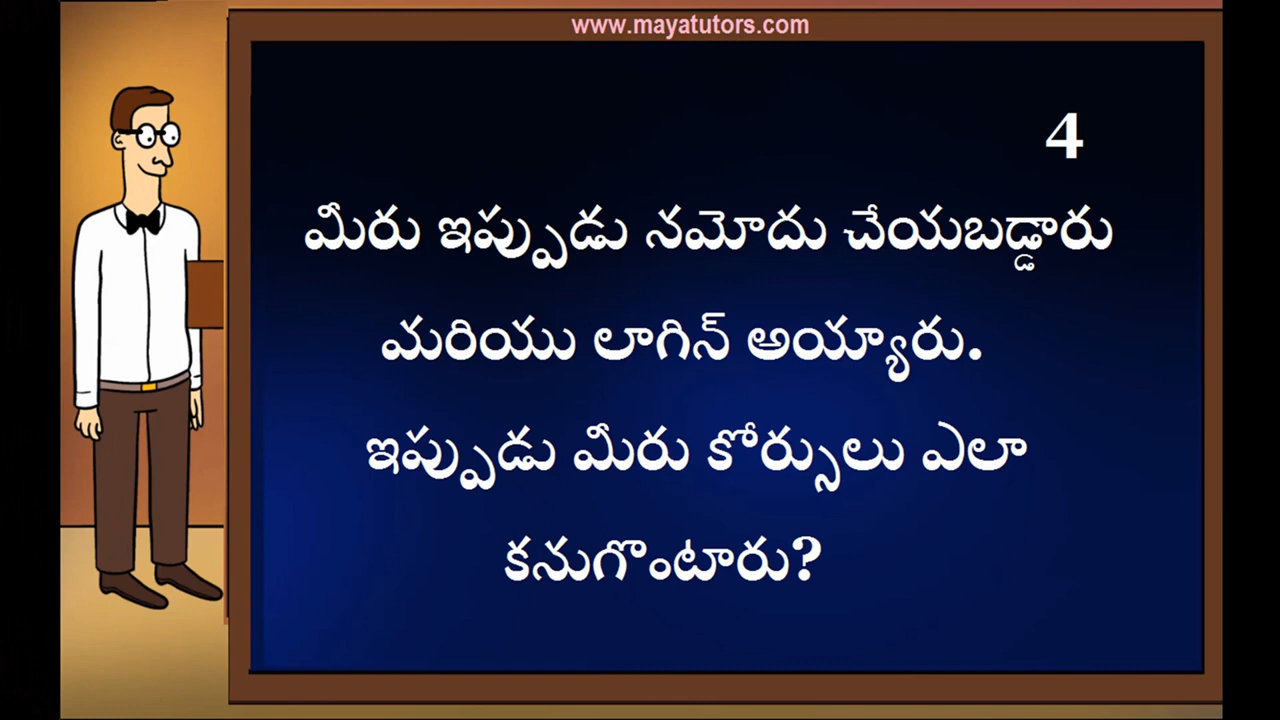 www.mayatutors.com
4
మీరు ఇప్పుడు నమోదు చేయబడ్డారు
మరియు లాగిన్ అయ్యారు.
ఇప్పుడు మీరు కోర్సులు ఎలా
కనుగొంటారు?